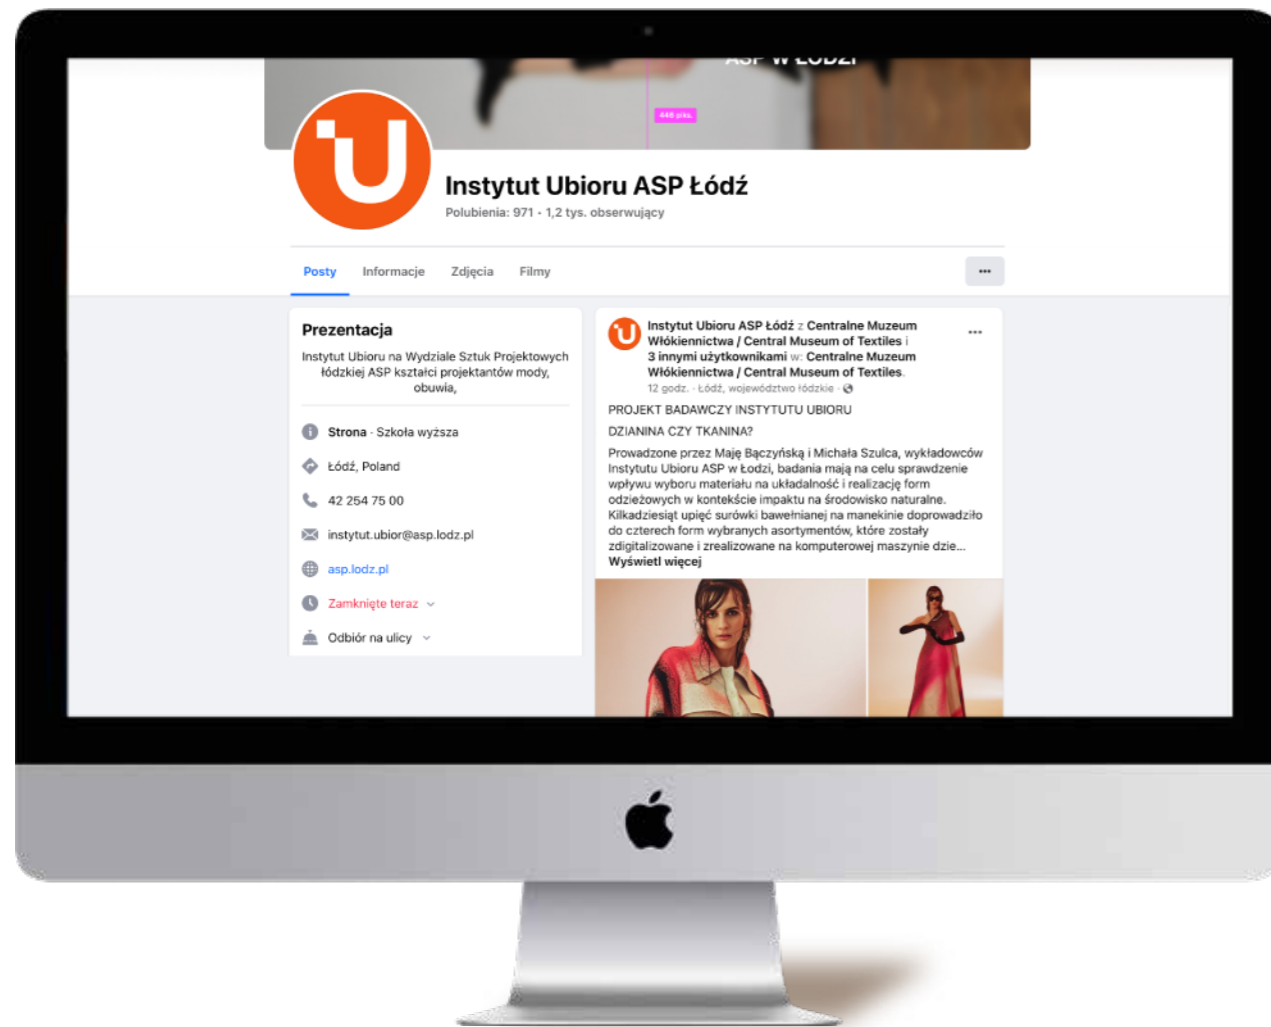 ASP W ŁODZI
446 piks.
U
Instytut Ubioru ASP Łódź
Polubienia: 971 • 1,2 tys. obserwujący
Posty Informacje Zdjęcia Filmy
Prezentacja
Instytut Ubioru na Wydziale Sztuk Projektowych
łódzkiej ASP kształci projektantów mody,
obuwia,
Strona · Szkoła wyższa
Łódź, Poland
42 254 75 00
instytut.ubior@asp.lodz.pl
asp.lodz.pl
Zamknięte teraz
Odbiór na ulicy
U
Instytut Ubioru ASP Łódź z Centralne Muzeum
Włókiennictwa / Central Museum of Textiles i
3 innymi użytkownikami w: Centralne Muzeum
Włókiennictwa / Central Museum of Textiles.
12 godz. · Łódź, województwo łódzkie ·
PROJEKT BADAWCZY INSTYTUTU UBIORU
DZIANINA CZY TKANINA?
Prowadzone przez Maję Bączyńską i Michała Szulca, wykładowców
Instytutu Ubioru ASP w Łodzi, badania mają na celu sprawdzenie
wpływu wyboru materiału na układalność i realizację form
odzieżowych w kontekście impaktu na środowisko naturalne.
Kilkadziesiąt upięć surówki bawełnianej na manekinie doprowadziło
do czterech form wybranych asortymentów, które zostały
zdigitalizowane i zrealizowane na komputerowej maszynie dzie...
Wyświetl więcej